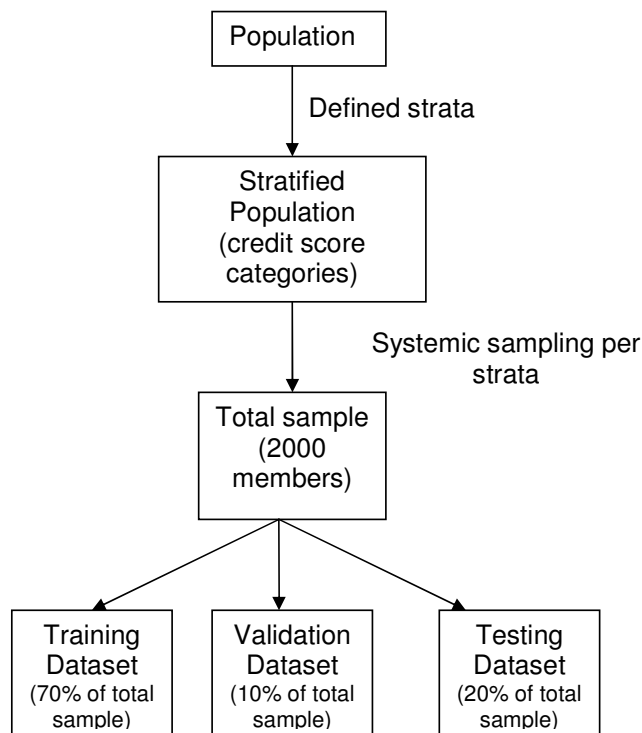 Population
Defined strata
Stratified
Population
(credit score
categories)
Systemic sampling per
strata
Total sample
(2000
members)
Training
Dataset
(70% of total
sample)
Validation
Dataset
(10% of total
sample)
Testing
Dataset
(20% of total
sample)